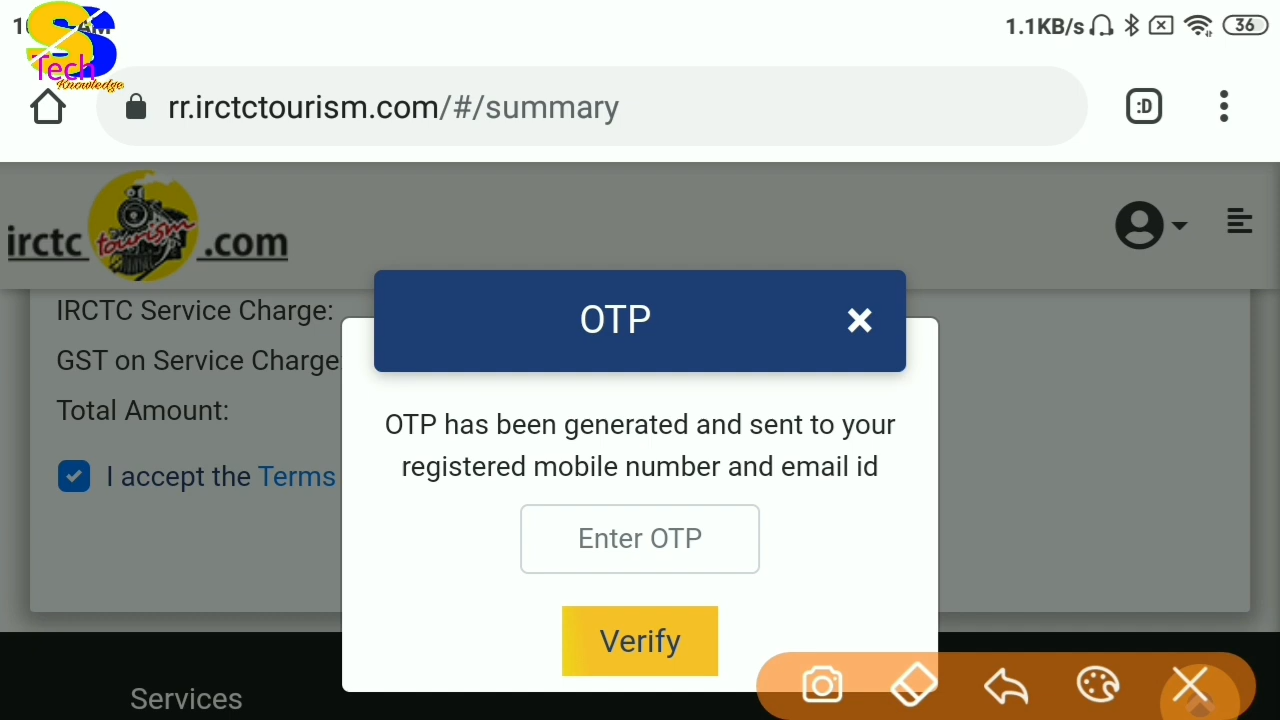 1.1KB/s
36
Tech
Knowledge
rr.irctctourism.com/#/summary
:D
irctc tourism .com
IRCTC Service Charge:
GST on Service Charge
Total Amount:
I accept the Terms
OTP
OTP has been generated and sent to your
registered mobile number and email id
Enter OTP
Verify
Services